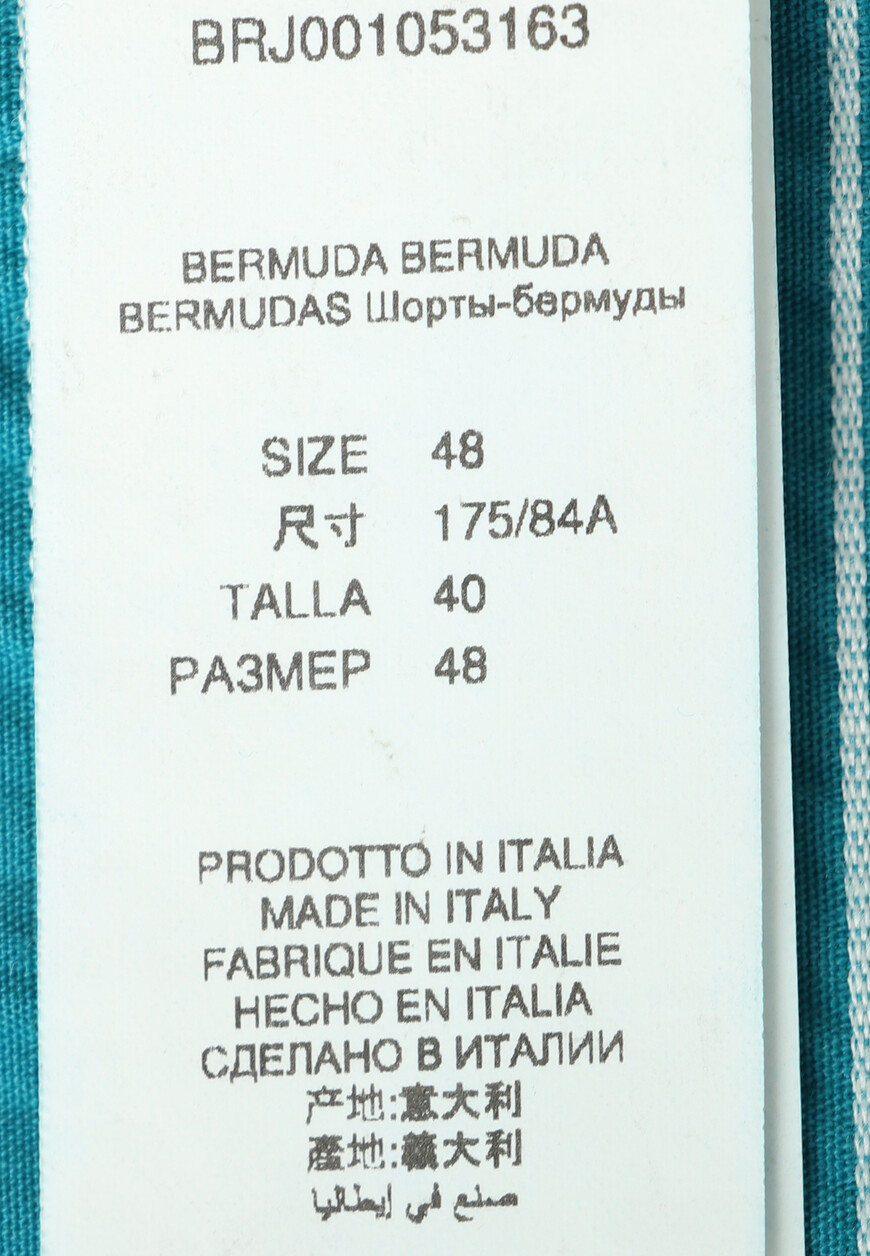 BRJ001053163
BERMUDA BERMUDA
BERMUDAS Шорты-бермуды
SIZE 48
尺寸 175/84A
TALLA 40
РАЗМЕР 48
PRODOTTO IN ITALIA
MADE IN ITALY
FABRIQUE EN ITALIE
HECHO EN ITALIA
СДЕЛАНО В ИТАЛИИ
产地:意大利
產地:義大利
صنع في إيطاليا